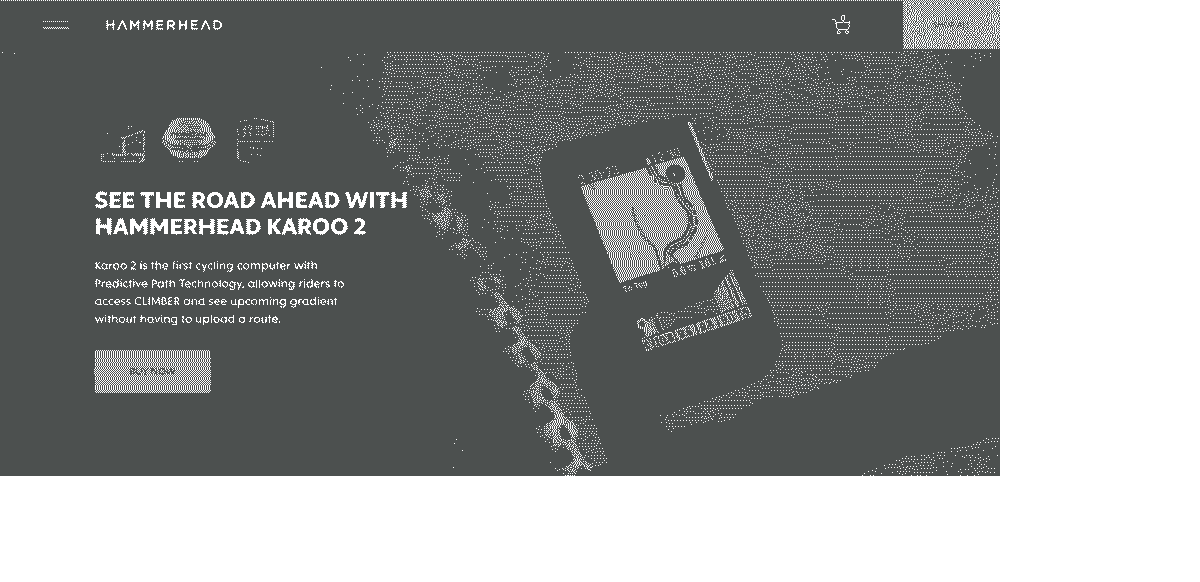 HAMMERHEAD
0
SEE THE ROAD AHEAD WITH
HAMMERHEAD KAROO 2
Karoo 2 is the first cycling computer with
Predictive Path Technology, allowing riders to
access CLIMBER and see upcoming gradient
without having to upload a route.
BUY NOW